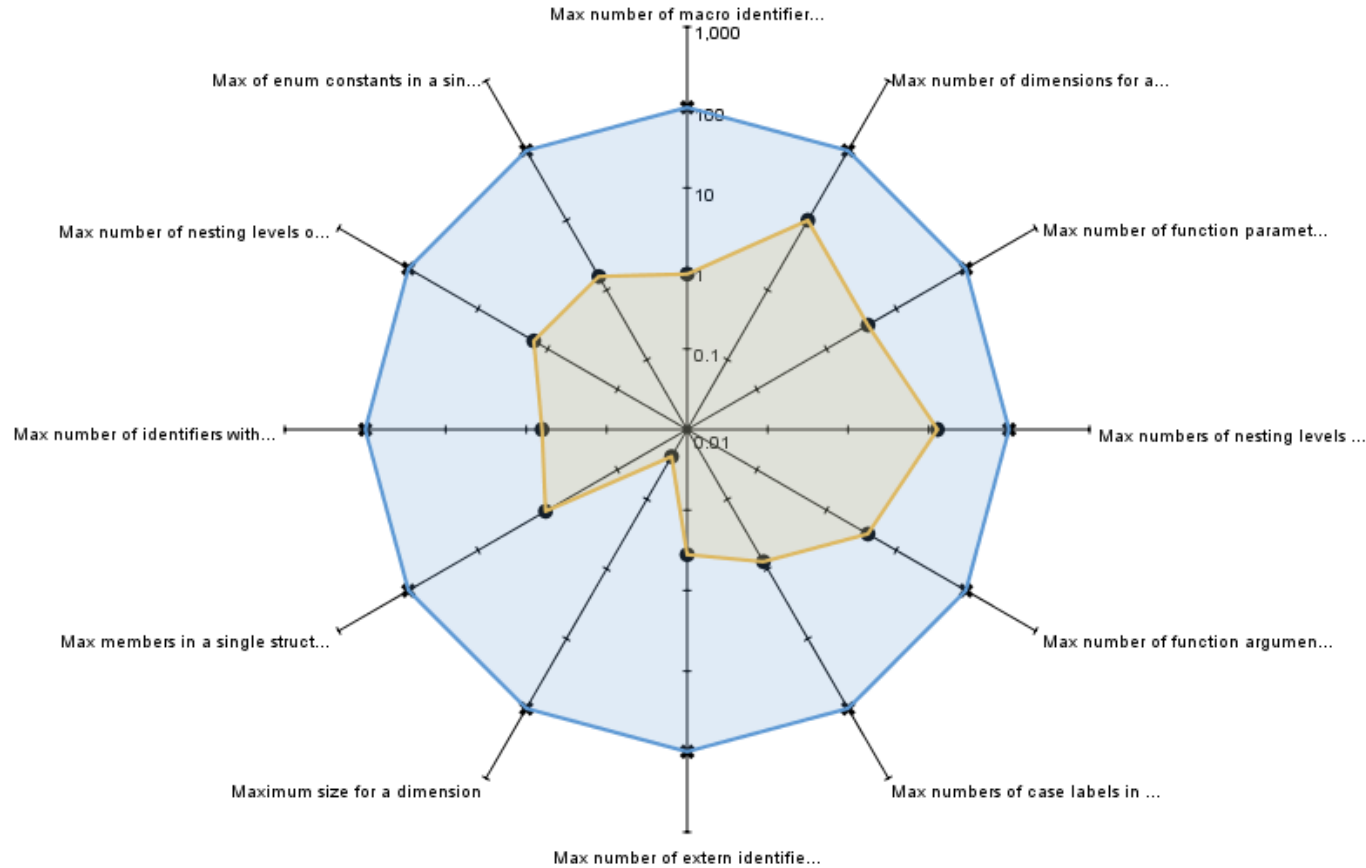 Max number of macro identifier...
1,000
Max of enum constants in a sin...
Max number of dimensions for a...
100
10
Max number of nesting levels o...
Max number of function paramet...
1
0.1
Max number of identifiers with...
0.01
Max numbers of nesting levels ...
Max members in a single struct...
Max number of function argumen...
Maximum size for a dimension
Max numbers of case labels in ...
Max number of extern identifie...